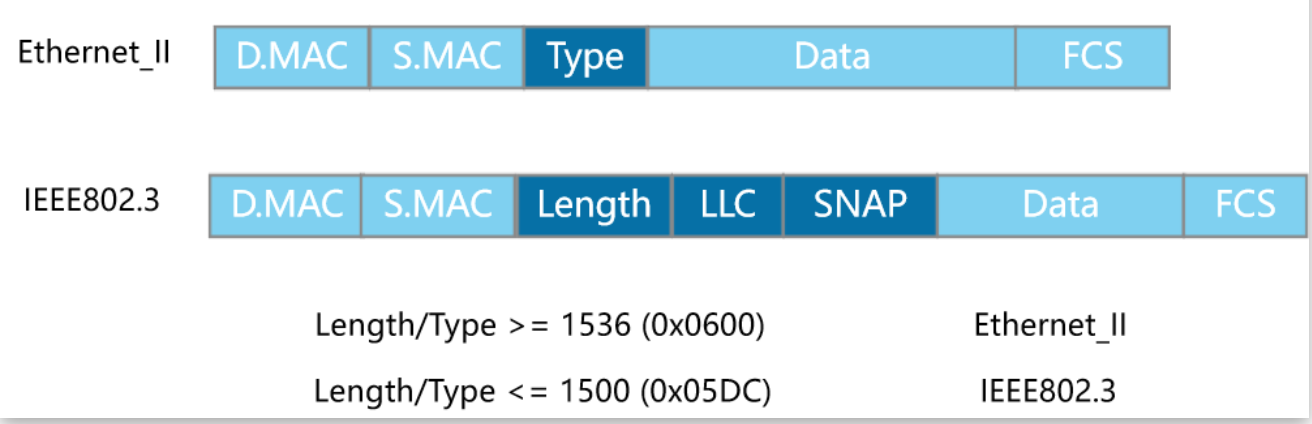 Ethernet_II D.MAC S.MAC Type Data FCS
IEEE802.3 D.MAC S.MAC Length LLC SNAP Data FCS
Length/Type >= 1536 (0x0600) Ethernet_II
Length/Type <= 1500 (0x05DC) IEEE802.3